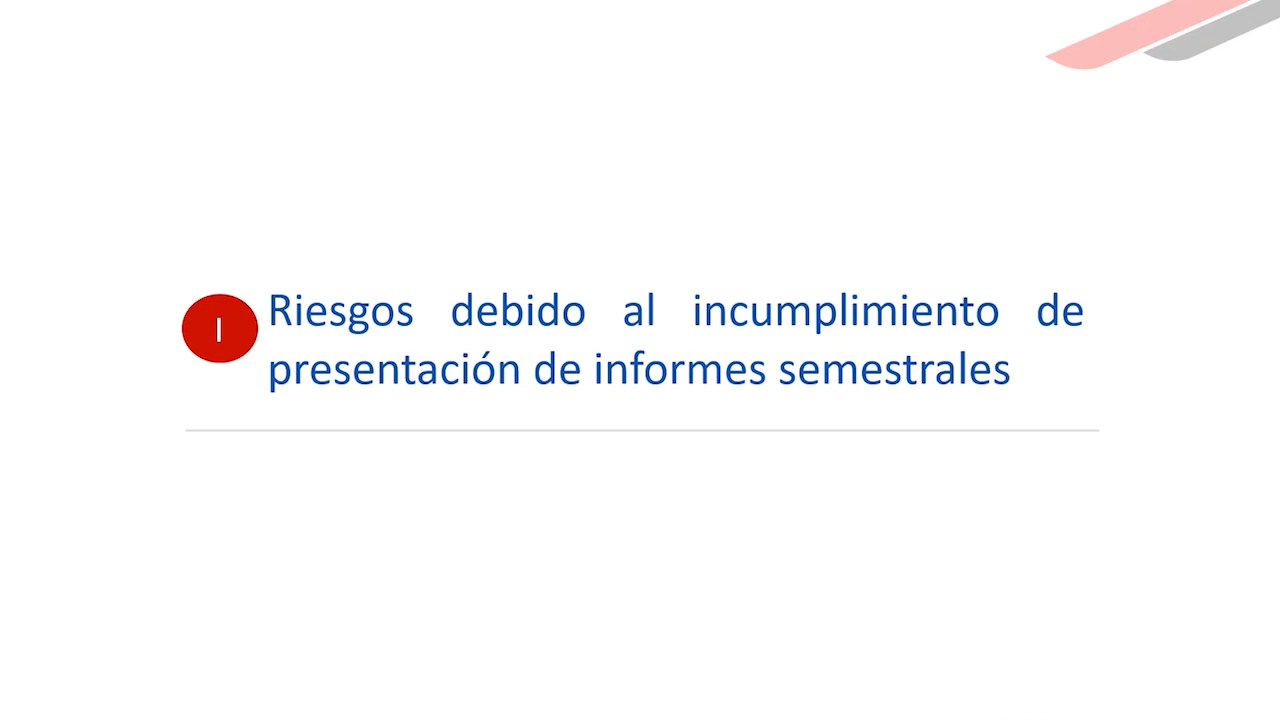 I
Riesgos debido al incumplimiento de
presentación de informes semestrales